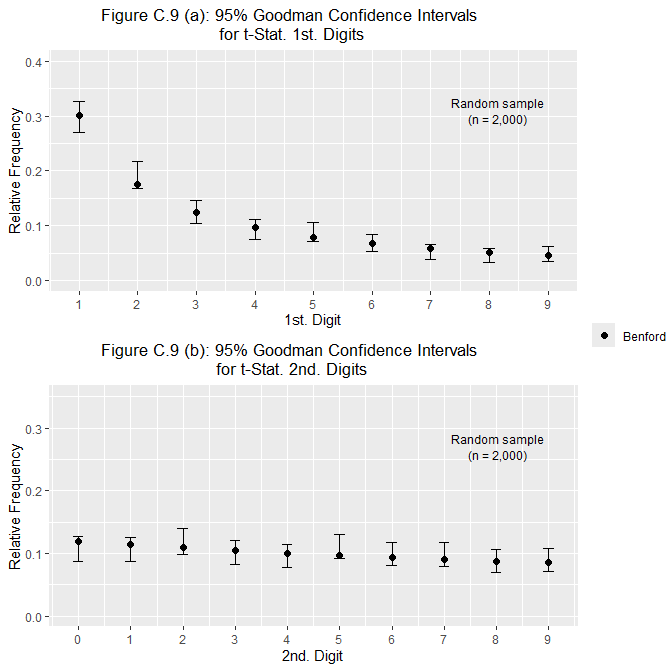 Figure C.9 (a): 95% Goodman Confidence Intervals
for t-Stat. 1st. Digits
Relative Frequency
0.4
0.3
0.2
0.1
0.0
Random sample
(n = 2,000)
1 2 3 4 5 6 7 8 9
1st. Digit
Benford
Figure C.9 (b): 95% Goodman Confidence Intervals
for t-Stat. 2nd. Digits
Relative Frequency
0.3
0.2
0.1
0.0
Random sample
(n = 2,000)
0 1 2 3 4 5 6 7 8 9
2nd. Digit